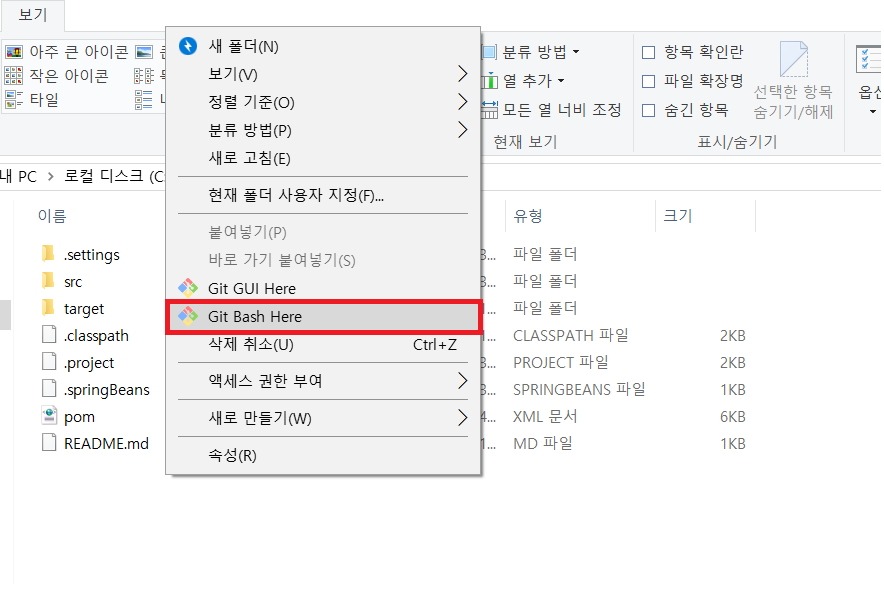 보기
아주 큰 아이콘
작은 아이콘
타일
분류 방법
열 추가
모든 열 너비 조정
현재 보기
항목 확인란
파일 확장명
숨긴 항목
선택한 항목
숨기기/해제
표시/숨기기
옵션
내 PC > 로컬 디스크 (C:
이름
유형
크기
.settings
파일 폴더
src
파일 폴더
target
파일 폴더
.classpath
CLASSPATH 파일
2KB
.project
PROJECT 파일
2KB
.springBeans
SPRINGBEANS 파일
1KB
pom
XML 문서
6KB
README.md
MD 파일
1KB
새 폴더(N)
보기(V)
정렬 기준(O)
분류 방법(P)
새로 고침(E)
현재 폴더 사용자 지정(F)...
붙여넣기(P)
바로 가기 붙여넣기(S)
Git GUI Here
Git Bash Here
삭제 취소(U) Ctrl+Z
액세스 권한 부여
새로 만들기(W)
속성(R)